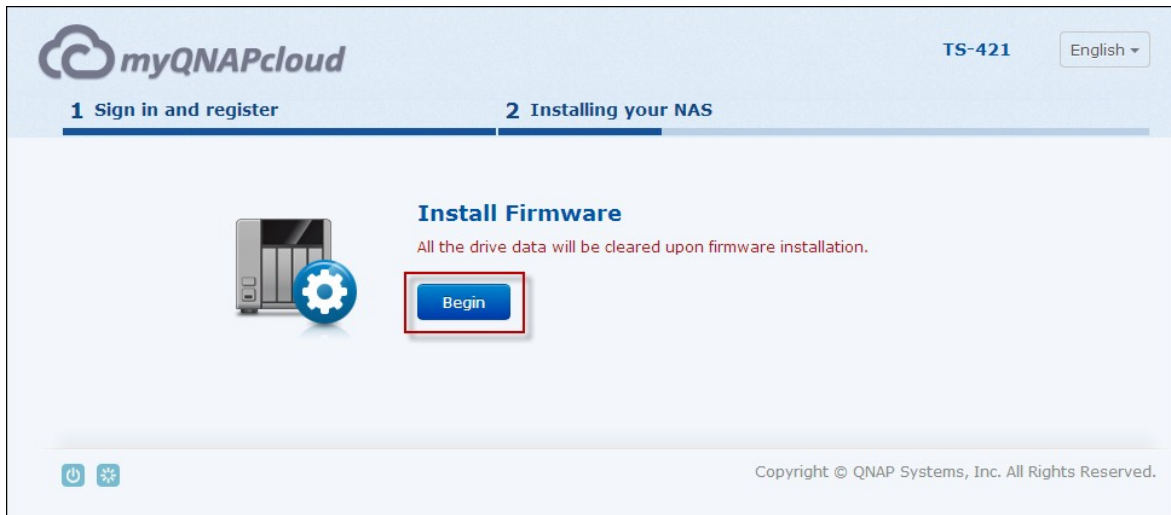 myQNAPcloud
TS-421
English
1 Sign in and register
2 Installing your NAS
Install Firmware
All the drive data will be cleared upon firmware installation.
Begin
Copyright © QNAP Systems, Inc. All Rights Reserved.